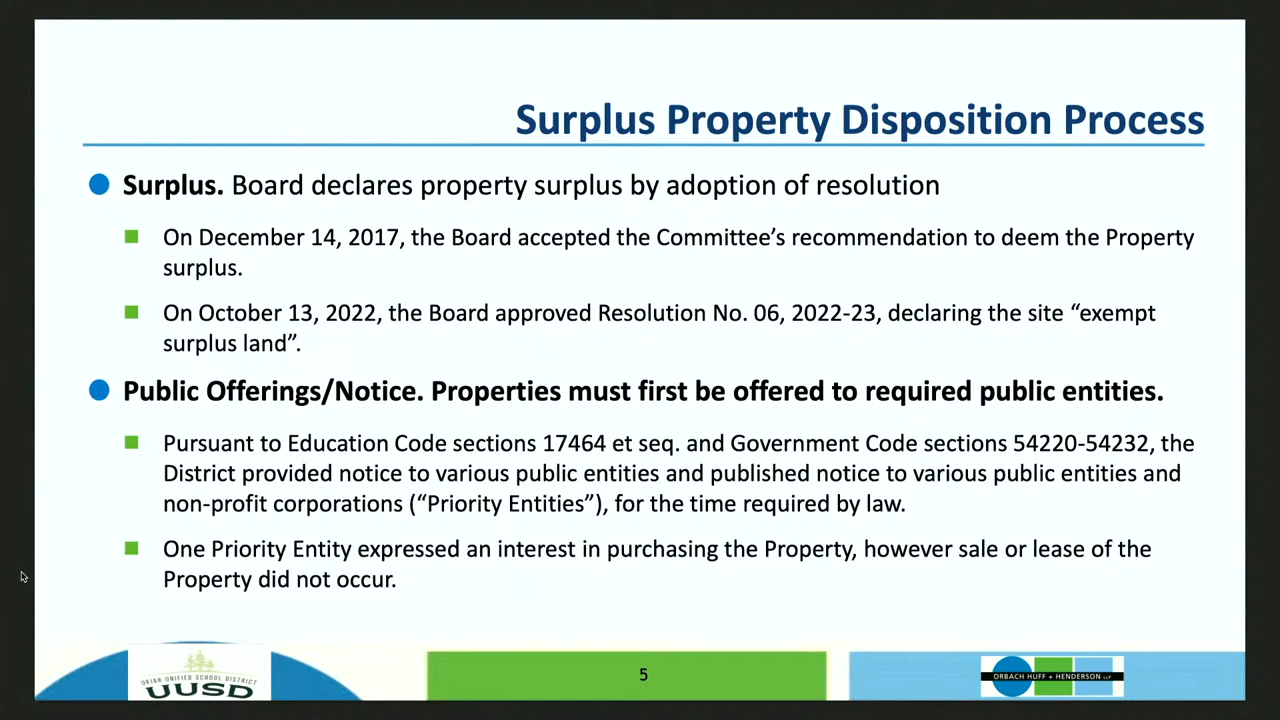 Surplus Property Disposition Process
Surplus. Board declares property surplus by adoption of resolution
On December 14, 2017, the Board accepted the Committee's recommendation to deem the Property
surplus.
On October 13, 2022, the Board approved Resolution No. 06, 2022-23, declaring the site “exempt
surplus land”.
Public Offerings/Notice. Properties must first be offered to required public entities.
Pursuant to Education Code sections 17464 et seq. and Government Code sections 54220-54232, the
District provided notice to various public entities and published notice to various public entities and
non-profit corporations (“Priority Entities”), for the time required by law.
One Priority Entity expressed an interest in purchasing the Property, however sale or lease of the
Property did not occur.
UKIAH UNIFIED SCHOOL DISTRICT
UUSD
5
ORBACH HUFF + HENDERSON LLP